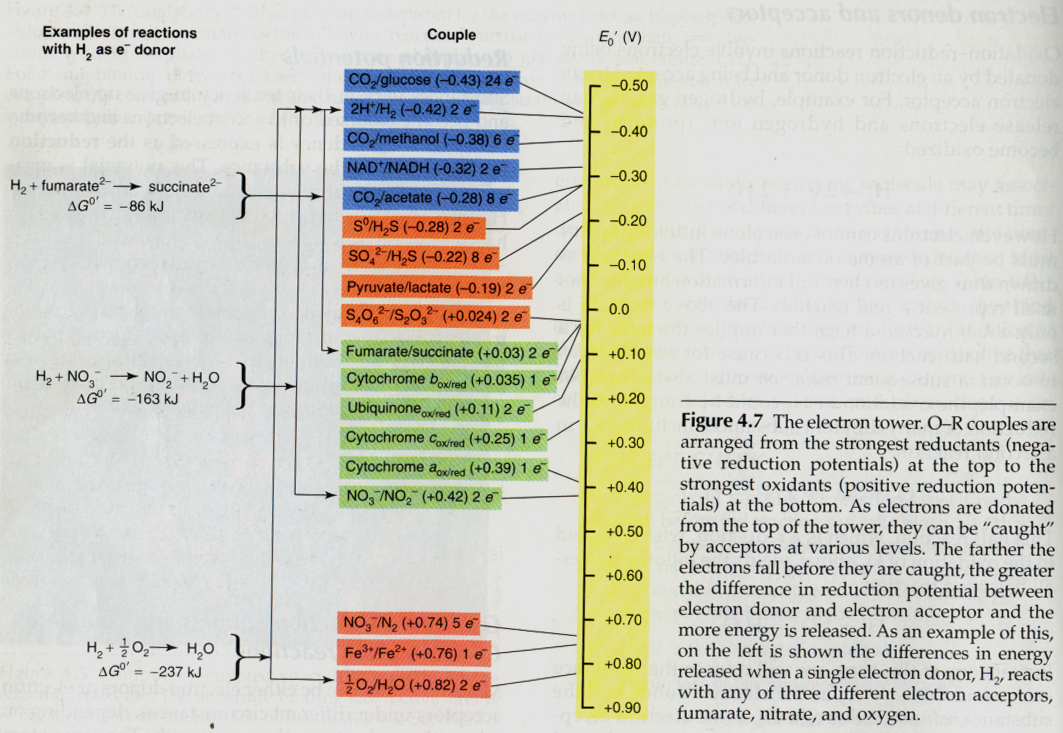 Examples of reactions
with H₂ as e⁻ donor
Couple
E₀′ (V)
CO₂/glucose (−0.43) 24 e⁻
2H⁺/H₂ (−0.42) 2 e⁻
CO₂/methanol (−0.38) 6 e⁻
NAD⁺/NADH (-0.32) 2 e⁻
CO₂/acetate (−0.28) 8 e⁻
S⁰/H₂S (−0.28) 2 e⁻
SO₄²⁻/H₂S (−0.22) 8 e⁻
Pyruvate/lactate (−0.19) 2 e⁻
S₄O₆²⁻/S₂O₃²⁻ (+0.024) 2 e⁻
Fumarate/succinate (+0.03) 2 e⁻
Cytochrome b ox/red (+0.035) 1 e⁻
Ubiquinone ox/red (+0.11) 2 e⁻
Cytochrome c ox/red (+0.25) 1 e⁻
Cytochrome a ox/red (+0.39) 1 e⁻
NO₃⁻/NO₂⁻ (+0.42) 2 e⁻
NO₃⁻/N₂ (+0.74) 5 e⁻
Fe³⁺/Fe²⁺ (+0.76) 1 e⁻
½ O₂/H₂O (+0.82) 2 e⁻
H₂ + fumarate²⁻ → succinate²⁻
ΔG⁰′ = −86 kJ
H₂ + NO₃⁻ → NO₂⁻ + H₂O
ΔG⁰′ = −163 kJ
H₂ + ½ O₂ → H₂O
ΔG⁰′ = −237 kJ
−0.50
−0.40
−0.30
−0.20
−0.10
0.0
+0.10
+0.20
+0.30
+0.40
+0.50
+0.60
+0.70
+0.80
+0.90
Figure 4.7 The electron tower. O–R couples are
arranged from the strongest reductants (nega-
tive reduction potentials) at the top to the
strongest oxidants (positive reduction poten-
tials) at the bottom. As electrons are donated
from the top of the tower, they can be “caught”
by acceptors at various levels. The farther the
electrons fall before they are caught, the greater
the difference in reduction potential between
electron donor and electron acceptor and the
more energy is released. As an example of this,
on the left is shown the differences in energy
released when a single electron donor, H₂, reacts
with any of three different electron acceptors,
fumarate, nitrate, and oxygen.